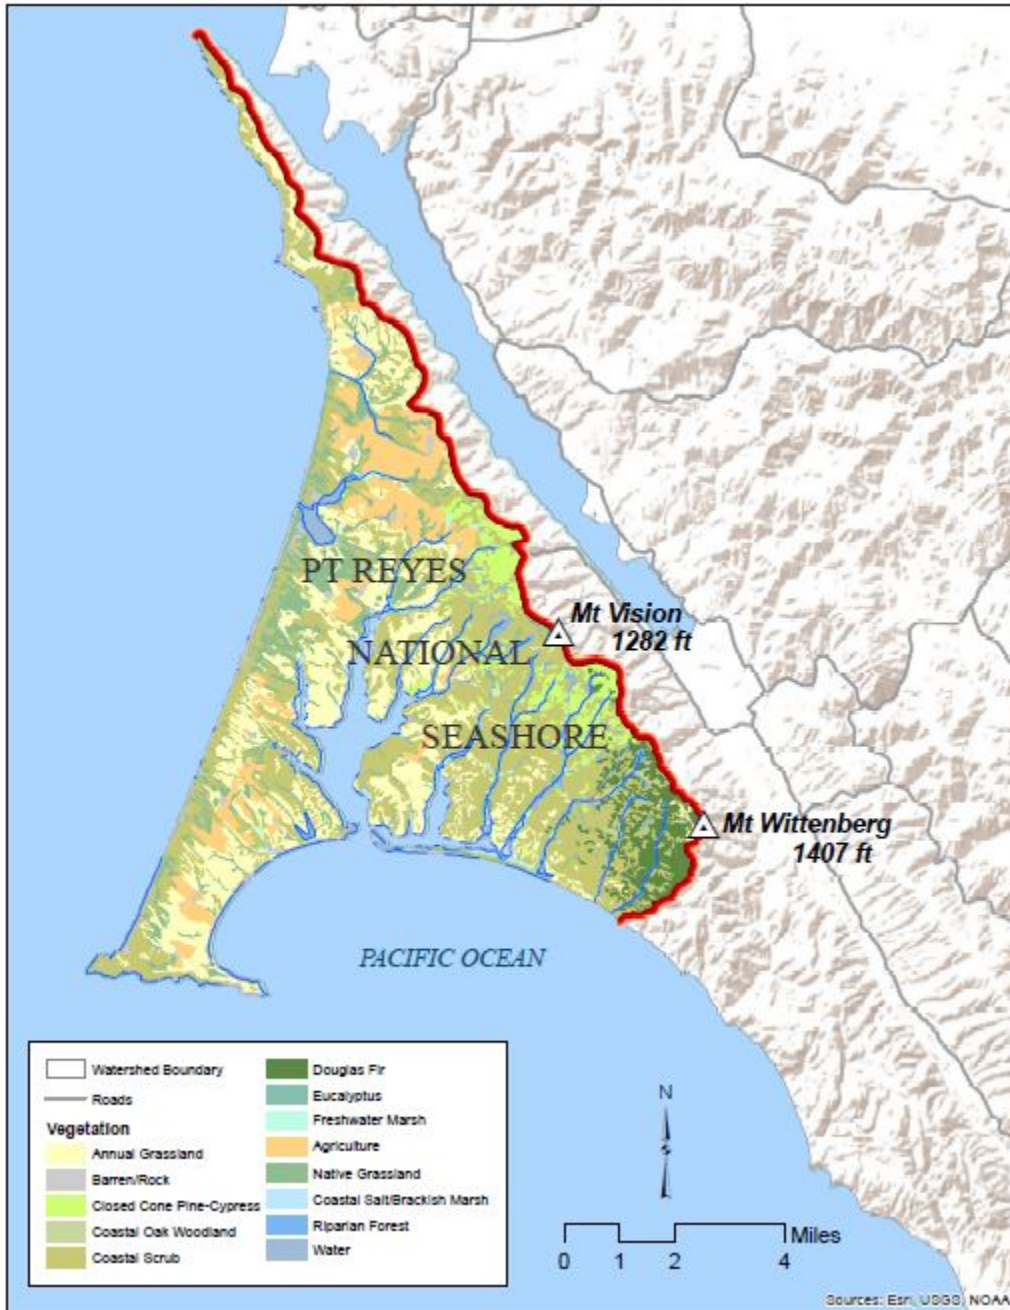 Mt Vision
1282 ft
PT REYES
NATIONAL
SEASHORE
Mt Wittenberg
1407 ft
PACIFIC OCEAN
Watershed Boundary
Roads
Vegetation
Annual Grassland
Barren/Rock
Closed Cone Pine-Cypress
Coastal Oak Woodland
Coastal Scrub
Douglas Fir
Eucalyptus
Freshwater Marsh
Agriculture
Native Grassland
Coastal Salt/Brackish Marsh
Riparian Forest
Water
N
Miles
0 1 2 4
Sources: Esri, USGS, NOAA